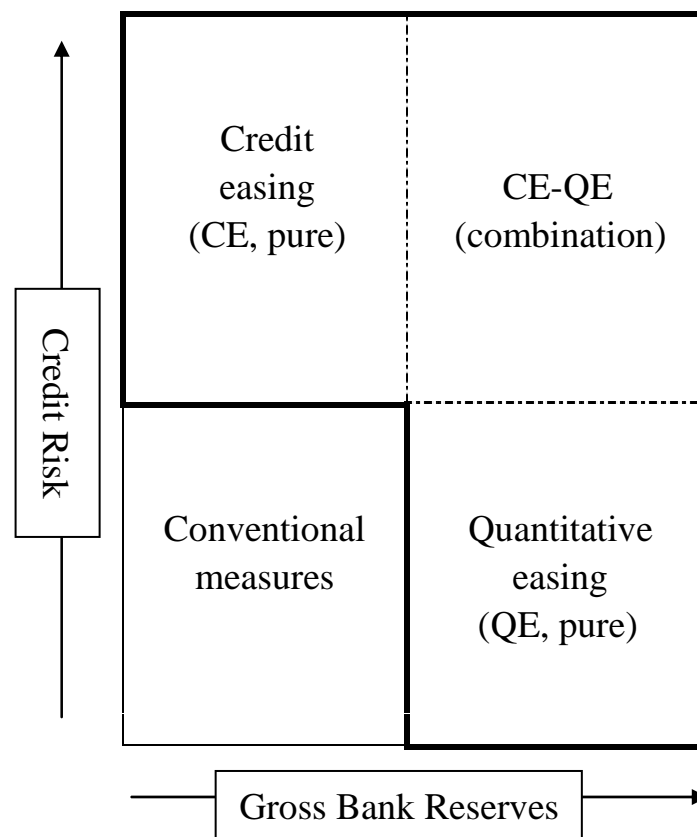 Credit
easing
(CE, pure)
CE-QE
(combination)
Credit Risk
Conventional
measures
Quantitative
easing
(QE, pure)
Gross Bank Reserves